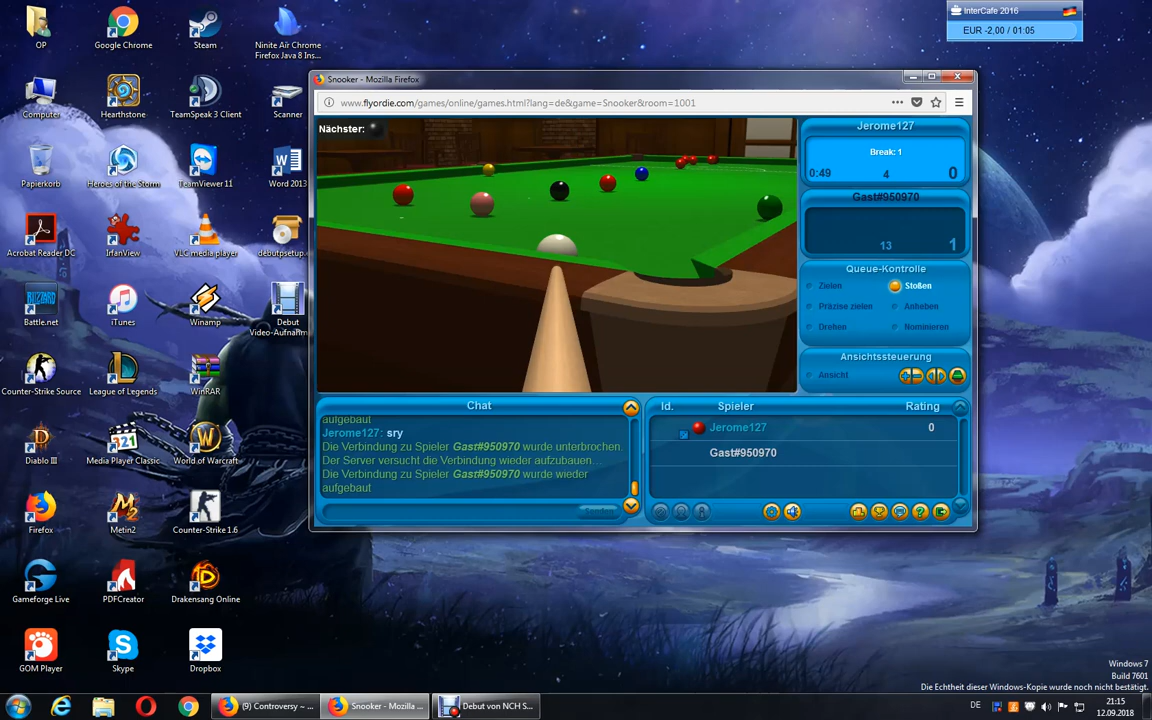 InterCafe 2016
EUR -2,00 / 01:05
OP
Google Chrome
Steam
Ninite Air Chrome
Firefox Java 8 Ins...
Computer
Hearthstone
TeamSpeak 3 Client
Scanner
Papierkorb
Heroes of the Storm
TeamViewer 11
Word 2013
Acrobat Reader DC
IrfanView
VLC media player
debutpsetup.
Battle.net
iTunes
Winamp
Debut
Video-Aufnahm
Counter-Strike Source
League of Legends
WinRAR
Diablo III
Media Player Classic
World of Warcraft
Firefox
Metin2
Counter-Strike 1.6
Gameforge Live
PDFCreator
Drakensang Online
GOM Player
Skype
Dropbox
Snooker - Mozilla Firefox
www.flyordie.com/games/online/games.html?lang=de&game=Snooker&room=1001
Nächster:
Jerome127
Break: 1
0:49 4 0
Gast#950970
13 1
Queue-Kontrolle
Zielen Stoßen
Präzise zielen Anheben
Drehen Nominieren
Ansichtssteuerung
Ansicht
Chat
aufgebaut
Jerome127: sry
Die Verbindung zu Spieler Gast#950970 wurde unterbrochen.
Der Server versucht die Verbindung wieder aufzubauen...
Die Verbindung zu Spieler Gast#950970 wurde wieder
aufgebaut
Id. Spieler Rating
Jerome127 0
Gast#950970
Windows 7
Build 7601
Die Echtheit dieser Windows-Kopie wurde noch nicht bestätigt.
(9) Controversy ~ ...
Snooker - Mozilla ...
Debut von NCH S...
DE
21:15
12.09.2018